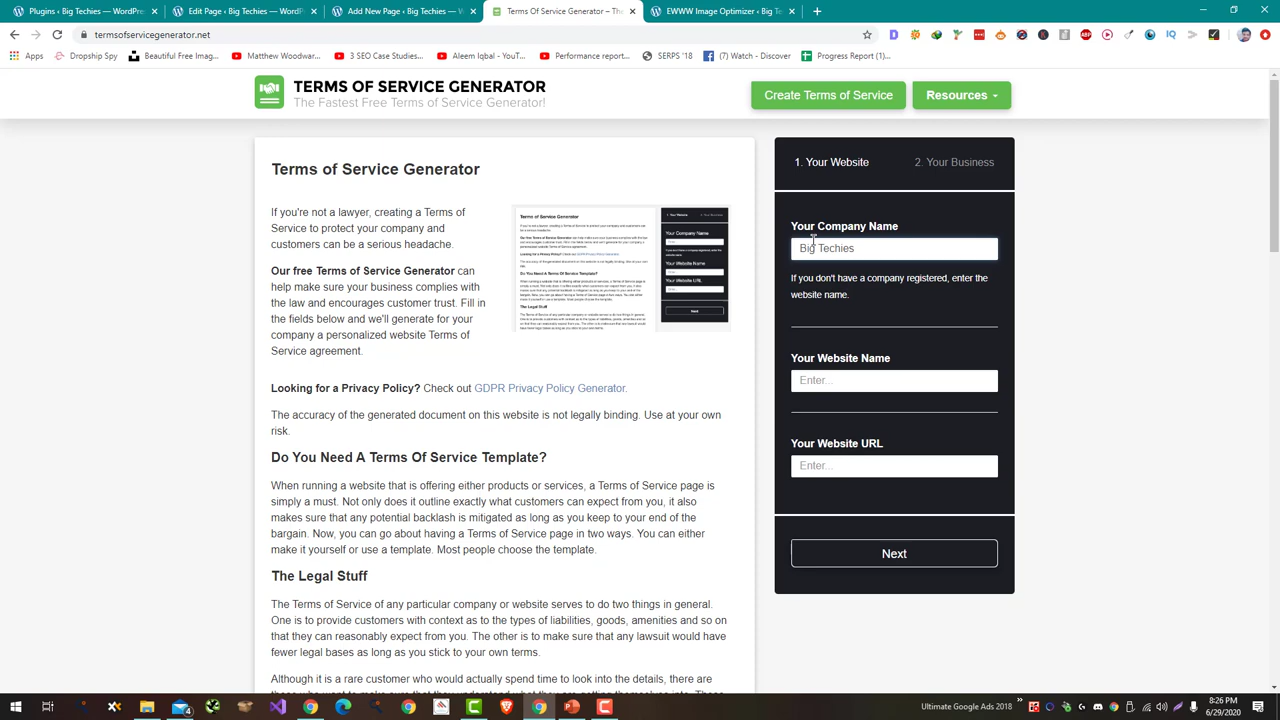 Plugins ‹ Big Techies — WordPre
Edit Page ‹ Big Techies — WordP
Add New Page ‹ Big Techies — W
Terms Of Service Generator – The
EWWW Image Optimizer ‹ Big Te
termsofservicegenerator.net
Apps
Dropship Spy
Beautiful Free Imag...
Matthew Woodwar...
3 SEO Case Studies...
Aleem Iqbal - YouT...
Performance report...
SERPS '18
(7) Watch - Discover
Progress Report (1)...
TERMS OF SERVICE GENERATOR
The Fastest Free Terms of Service Generator!
Create Terms of Service
Resources
Terms of Service Generator
If you're not a lawyer, creating a Terms of
Service to protect your company and
customers can be a serious headache.
Our free Terms of Service Generator can
help make sure your business complies with
the law and encourages customer trust. Fill in
the fields below and we'll generate for your
company a personalized website Terms of
Service agreement.
Looking for a Privacy Policy? Check out GDPR Privacy Policy Generator.
The accuracy of the generated document on this website is not legally binding. Use at your own
risk.
Do You Need A Terms Of Service Template?
When running a website that is offering either products or services, a Terms of Service page is
simply a must. Not only does it outline exactly what customers can expect from you, it also
makes sure that any potential backlash is mitigated as long as you keep to your end of the
bargain. Now, you can go about having a Terms of Service page in two ways. You can either
make it yourself or use a template. Most people choose the template.
The Legal Stuff
The Terms of Service of any particular company or website serves to do two things in general.
One is to provide customers with context as to the types of liabilities, goods, amenities and so on
that they can reasonably expect from you. The other is to make sure that any lawsuit would have
fewer legal bases as long as you stick to your own terms.
Although it is a rare customer who would actually spend time to look into the details, there are
1. Your Website
2. Your Business
Your Company Name
Big Techies
If you don't have a company registered, enter the
website name.
Your Website Name
Enter...
Your Website URL
Enter...
Next
Ultimate Google Ads 2018
8:26 PM
6/29/2020